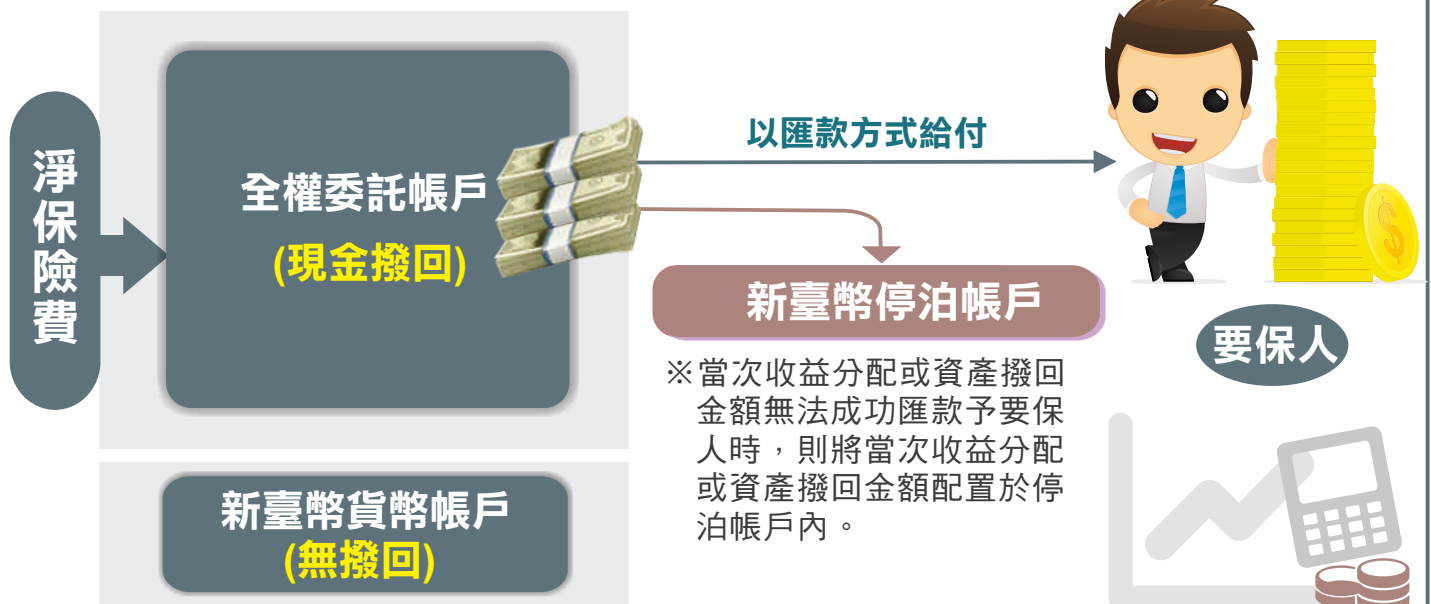 淨保險費
全權委託帳戶
(現金撥回)
以匯款方式給付
新臺幣停泊帳戶
※當次收益分配或資產撥回
金額無法成功匯款予要保
人時，則將當次收益分配
或資產撥回金額配置於停
泊帳戶內。
要保人
新臺幣貨幣帳戶
(無撥回)